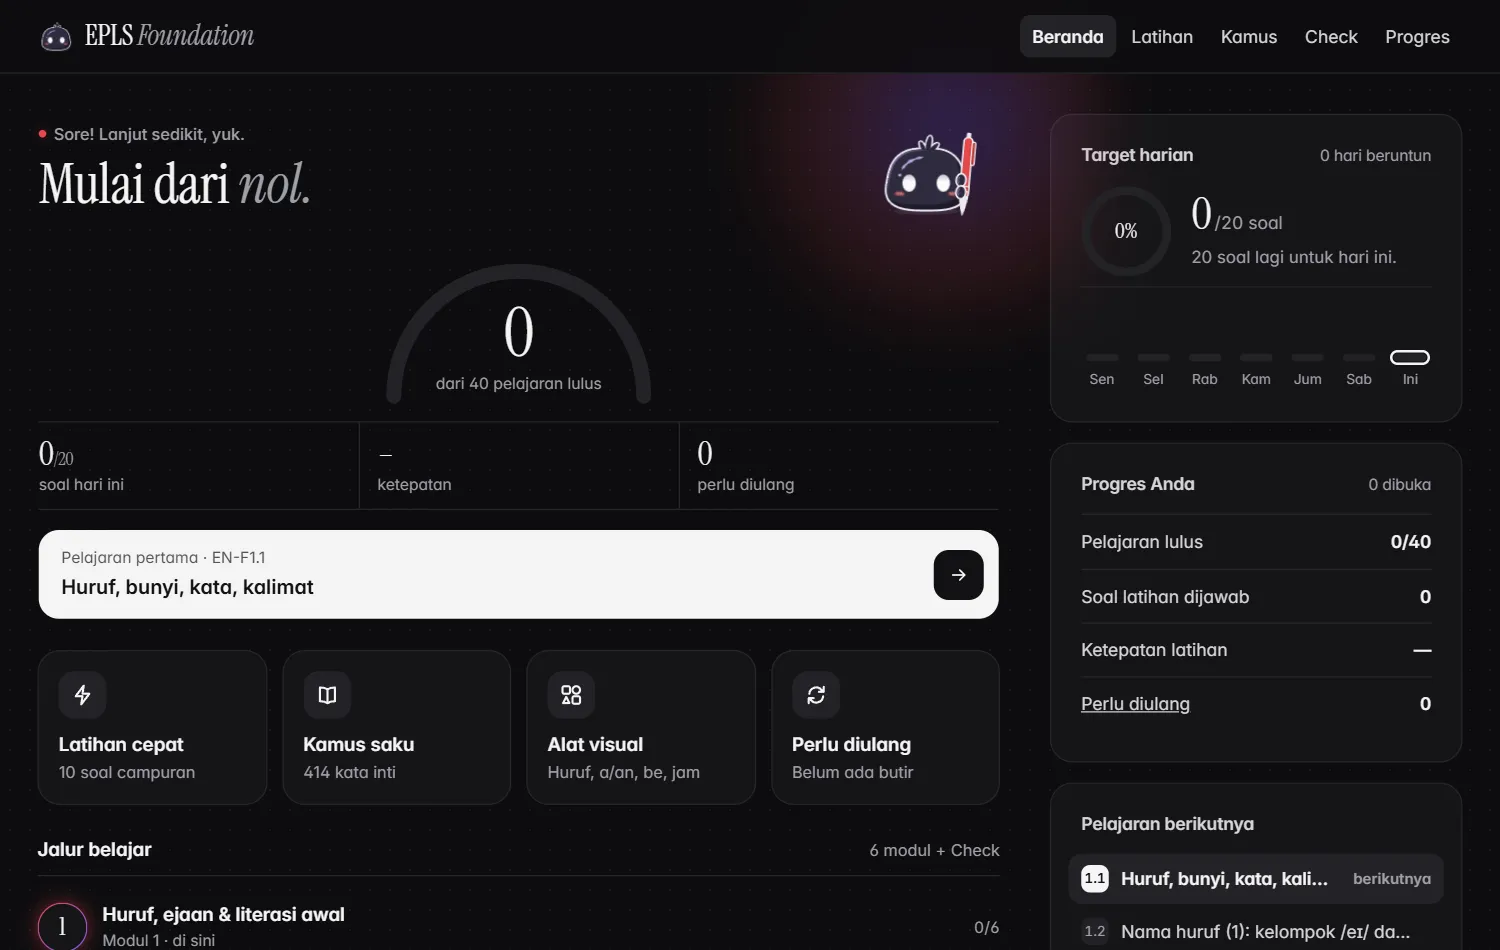 EPLS Foundation
Beranda
Latihan
Kamus
Check
Progres
Sore! Lanjut sedikit, yuk.
Mulai dari nol.
0
dari 40 pelajaran lulus
0/20
soal hari ini
–
ketepatan
0
perlu diulang
Pelajaran pertama · EN-F1.1
Huruf, bunyi, kata, kalimat
Latihan cepat
10 soal campuran
Kamus saku
414 kata inti
Alat visual
Huruf, a/an, be, jam
Perlu diulang
Belum ada butir
Jalur belajar
6 modul + Check
1
Huruf, ejaan & literasi awal
Modul 1 · di sini
0/6
Target harian
0 hari beruntun
0%
0/20 soal
20 soal lagi untuk hari ini.
Sen
Sel
Rab
Kam
Jum
Sab
Ini
Progres Anda
0 dibuka
Pelajaran lulus
0/40
Soal latihan dijawab
0
Ketepatan latihan
—
Perlu diulang
0
Pelajaran berikutnya
1.1
Huruf, bunyi, kata, kali...
berikutnya
1.2
Nama huruf (1): kelompok /eɪ/ da...